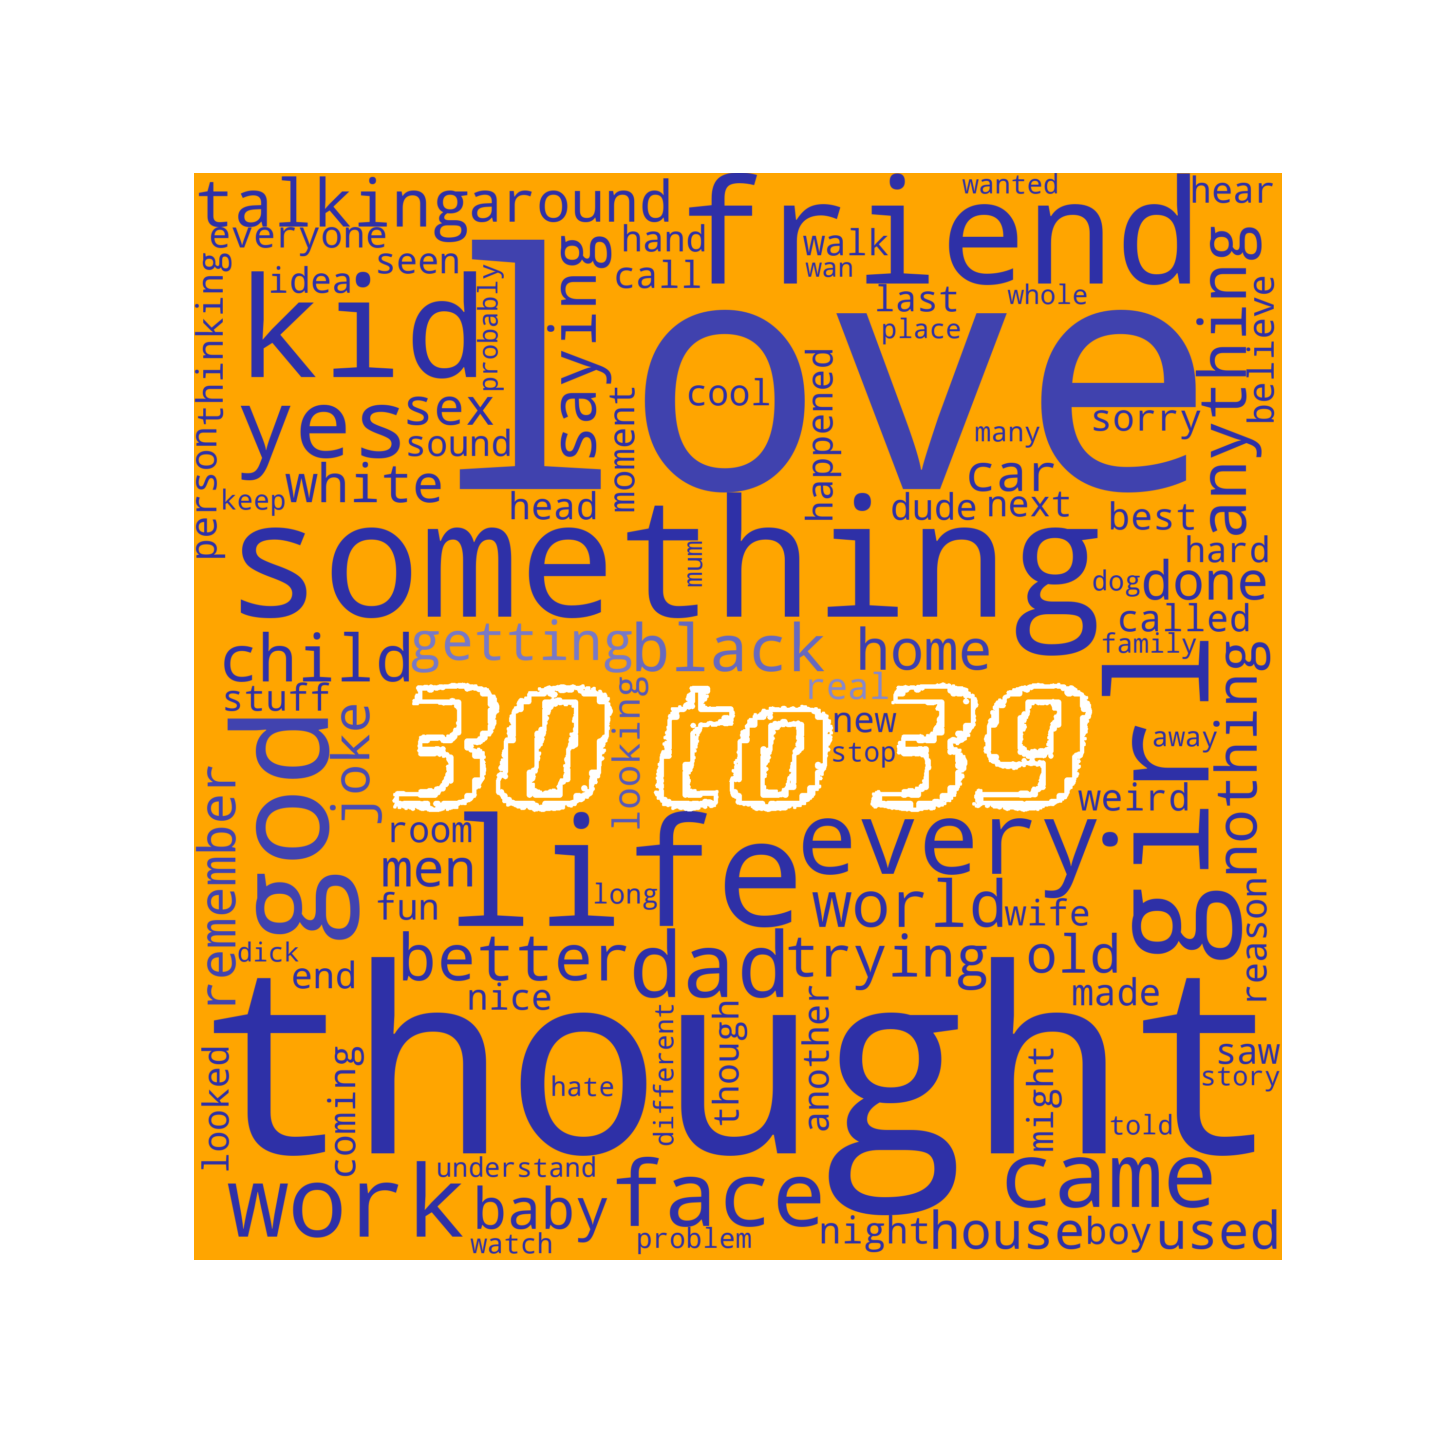 talking around friend wanted hear
everyone hand walk
idea seen call wan last whole
thinking kid probably saying love place anything believe
yes sex cool happened many sorry
sound moment car
person keep white head dude next best
something mum hard
dog done
child getting black home called
family
stuff real
god joke looking 30 to 39 new girl nothing away
stop
remember room life every weird
men long world wife reason
fun
dick better dad trying old
end nice made
thought
looked coming hate different though another might told saw
story
work understand baby face came
watch problem night house boy used